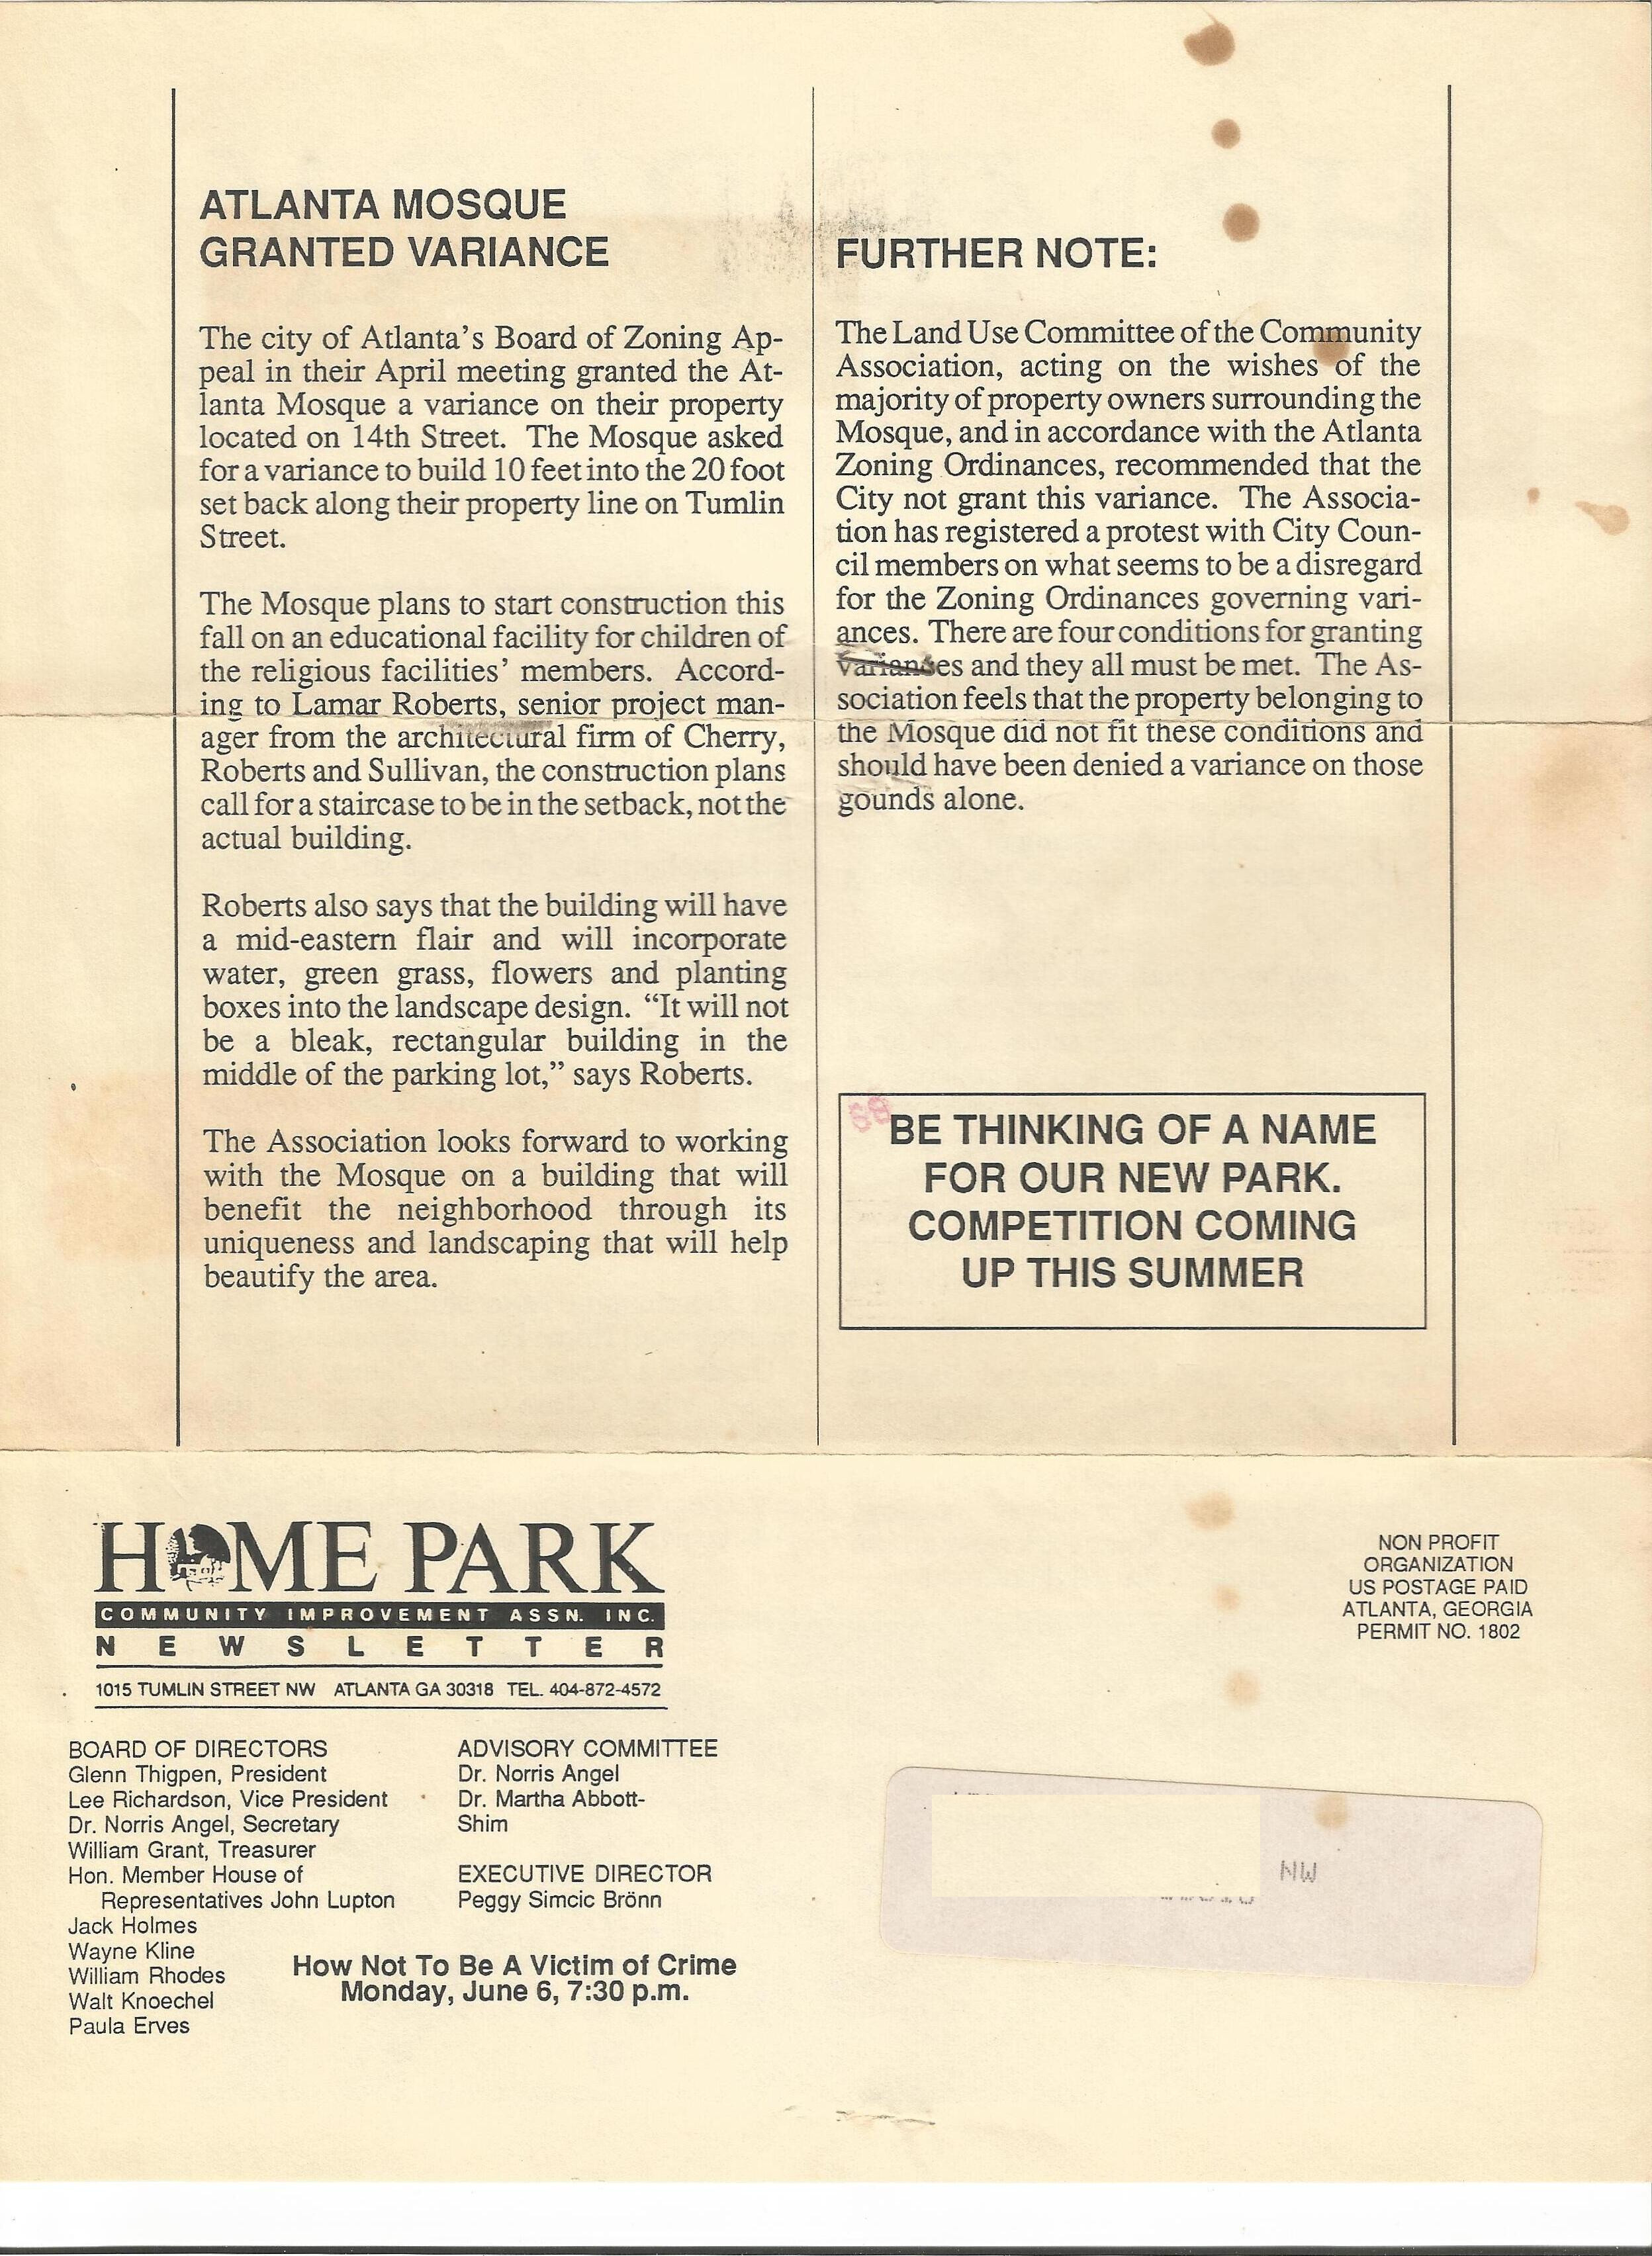 ATLANTA MOSQUE
GRANTED VARIANCE
The city of Atlanta's Board of Zoning Ap-
peal in their April meeting granted the At-
lanta Mosque a variance on their property
located on 14th Street. The Mosque asked
for a variance to build 10 feet into the 20 foot
set back along their property line on Tumlin
Street.
The Mosque plans to start construction this
fall on an educational facility for children of
the religious facilities' members. Accord-
ing to Lamar Roberts, senior project man-
ager from the architectural firm of Cherry,
Roberts and Sullivan, the construction plans
call for a staircase to be in the setback, not the
actual building.
Roberts also says that the building will have
a mid-eastern flair and will incorporate
water, green grass, flowers and planting
boxes into the landscape design. “It will not
be a bleak, rectangular building in the
middle of the parking lot,” says Roberts.
The Association looks forward to working
with the Mosque on a building that will
benefit the neighborhood through its
uniqueness and landscaping that will help
beautify the area.
FURTHER NOTE:
The Land Use Committee of the Community
Association, acting on the wishes of the
majority of property owners surrounding the
Mosque, and in accordance with the Atlanta
Zoning Ordinances, recommended that the
City not grant this variance. The Associa-
tion has registered a protest with City Coun-
cil members on what seems to be a disregard
for the Zoning Ordinances governing vari-
ances. There are four conditions for granting
variances and they all must be met. The As-
sociation feels that the property belonging to
the Mosque did not fit these conditions and
should have been denied a variance on those
gounds alone.
BE THINKING OF A NAME
FOR OUR NEW PARK.
COMPETITION COMING
UP THIS SUMMER
HOME PARK
COMMUNITY IMPROVEMENT ASSN. INC.
NEWSLETTER
1015 TUMLIN STREET NW ATLANTA GA 30318 TEL. 404-872-4572
BOARD OF DIRECTORS
Glenn Thigpen, President
Lee Richardson, Vice President
Dr. Norris Angel, Secretary
William Grant, Treasurer
Hon. Member House of
Representatives John Lupton
Jack Holmes
Wayne Kline
William Rhodes
Walt Knoechel
Paula Erves
ADVISORY COMMITTEE
Dr. Norris Angel
Dr. Martha Abbott-
Shim
EXECUTIVE DIRECTOR
Peggy Simcic Brönn
How Not To Be A Victim of Crime
Monday, June 6, 7:30 p.m.
NON PROFIT
ORGANIZATION
US POSTAGE PAID
ATLANTA, GEORGIA
PERMIT NO. 1802
NW